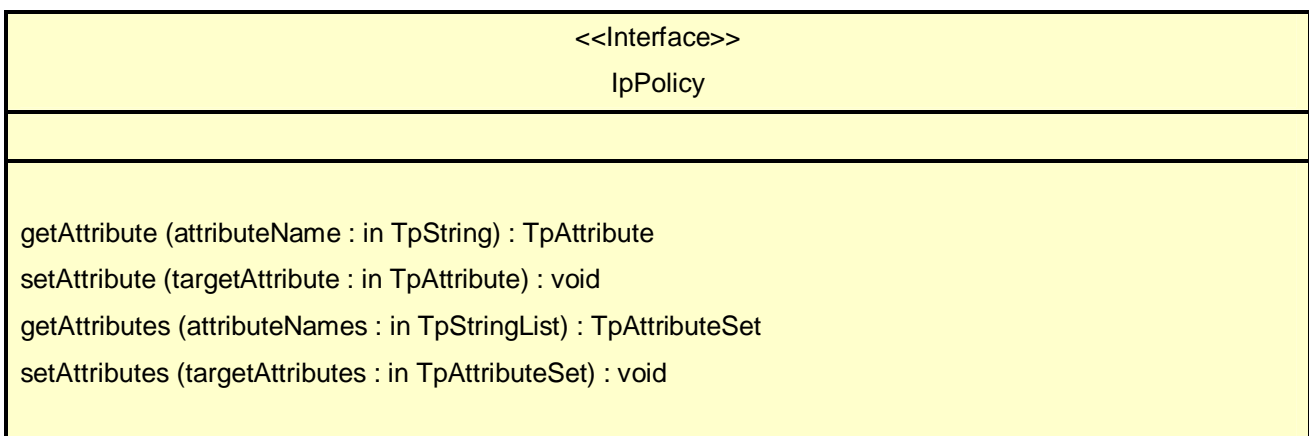 <<Interface>>
IpPolicy
getAttribute (attributeName : in TpString) : TpAttribute
setAttribute (targetAttribute : in TpAttribute) : void
getAttributes (attributeNames : in TpStringList) : TpAttributeSet
setAttributes (targetAttributes : in TpAttributeSet) : void